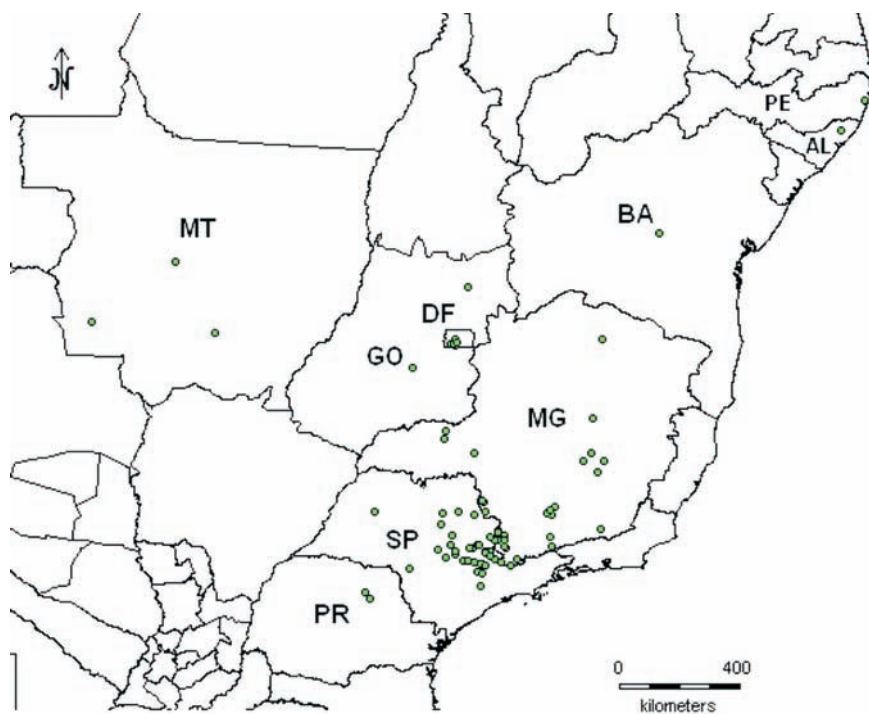 N
PE
AL
BA
MT
DF
GO
MG
SP
PR
0 400
kilometers